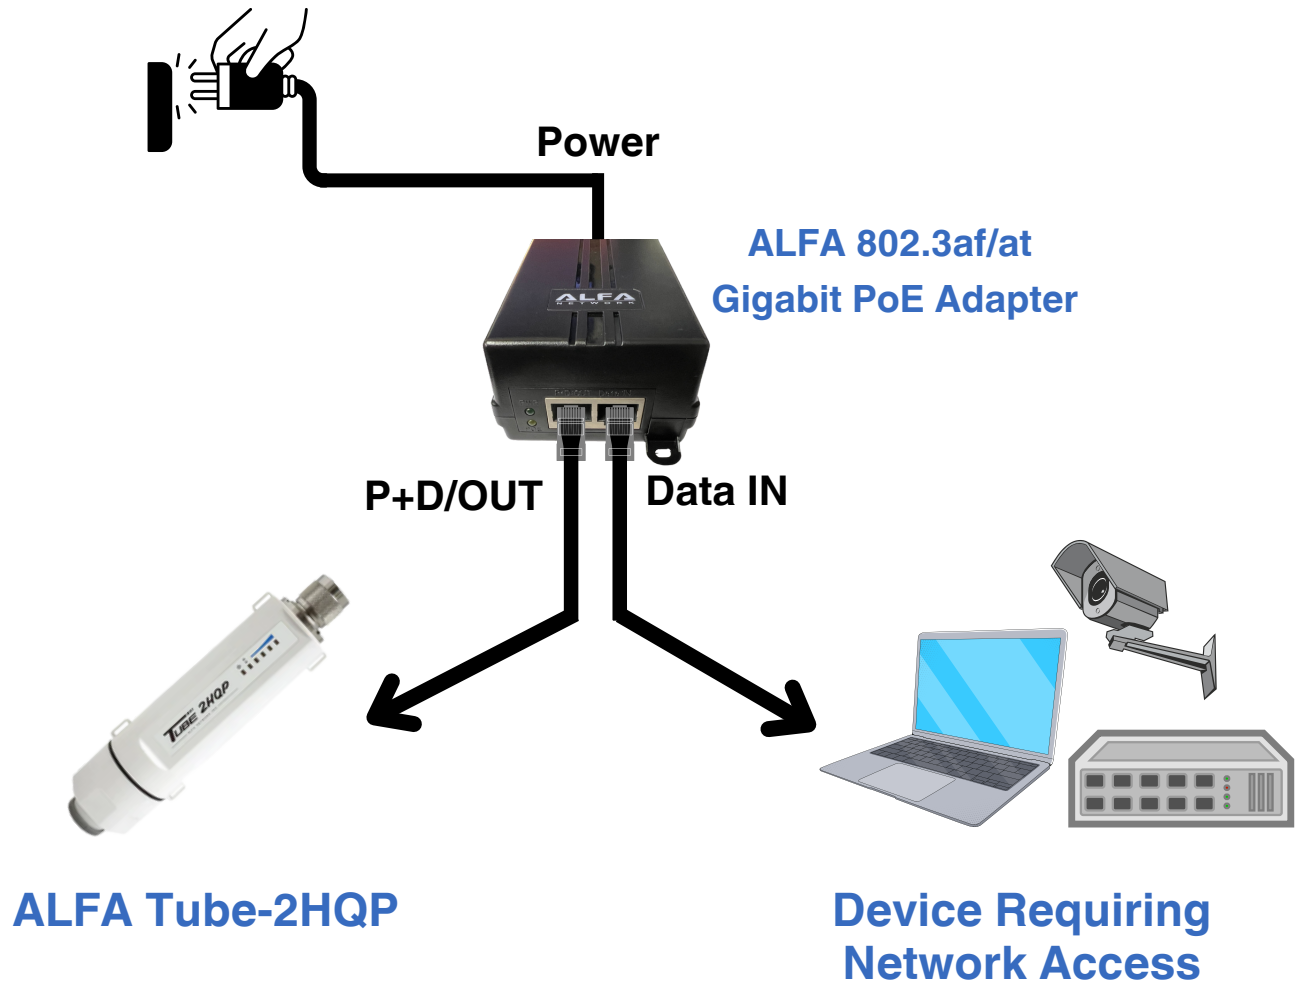 Power
ALFA 802.3af/at
Gigabit PoE Adapter
ALFA
NETWORK
P+D/OUT
Data IN
TUBE 2HQP
ALFA Tube-2HQP
Device Requiring
Network Access